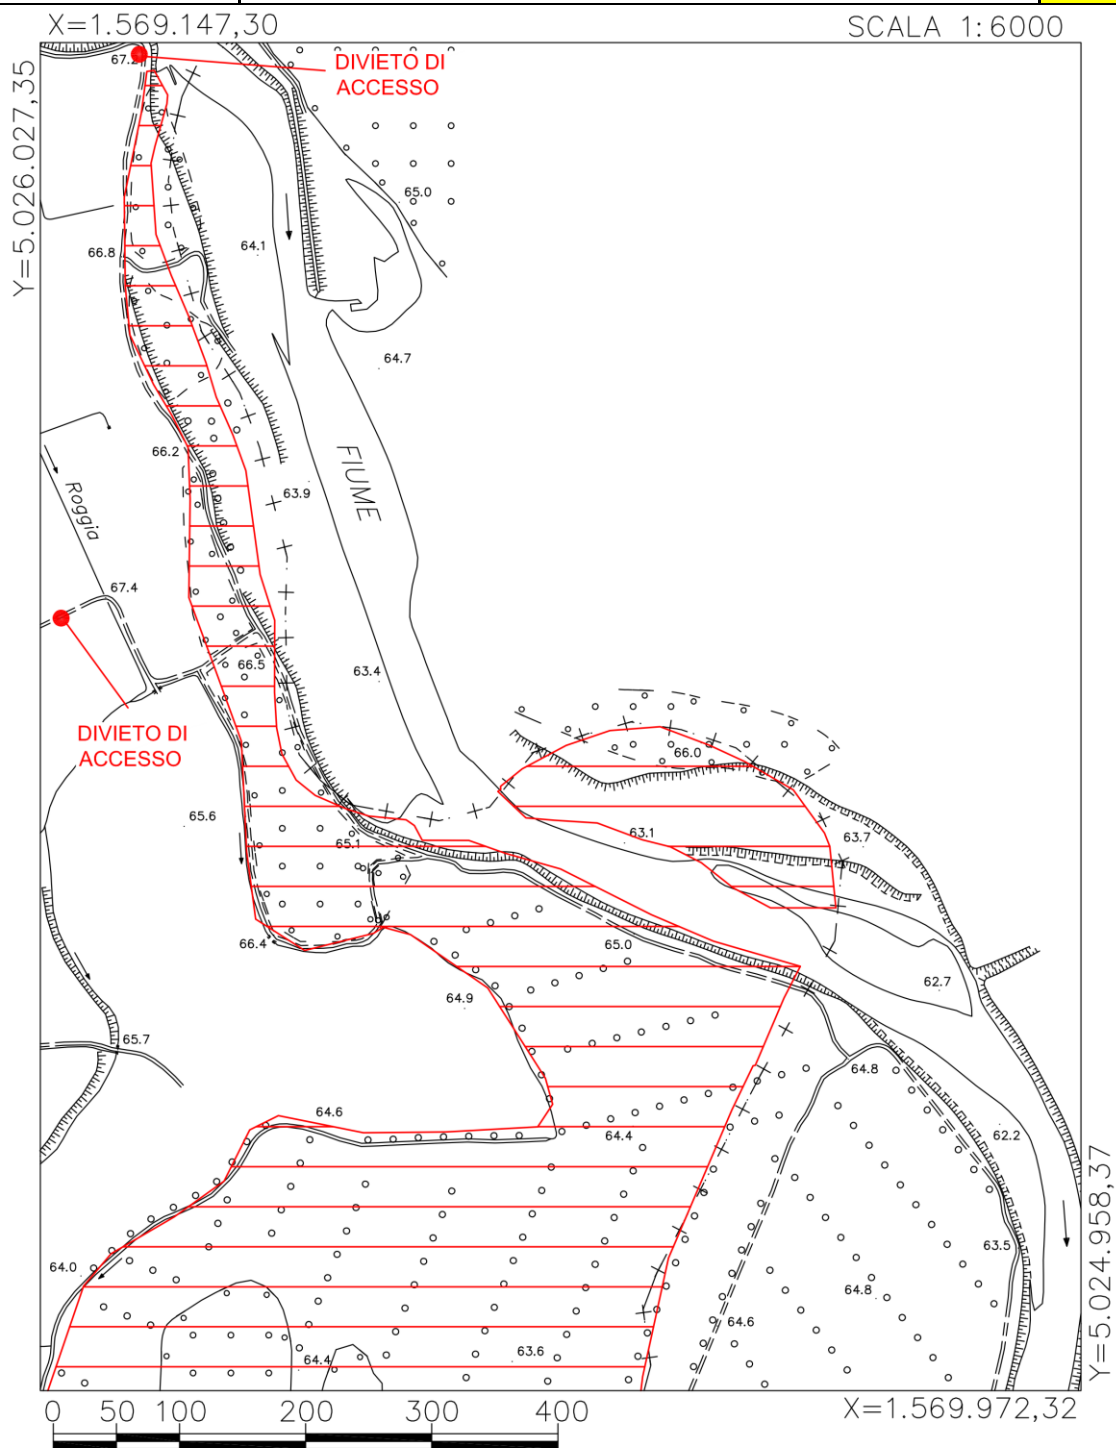 X=1.569.147,30
SCALA 1:6000
Y=5.026.027,35
67.2
DIVIETO DI
ACCESSO
65.0
66.8
64.1
64.7
66.2
FIUME
63.9
Roggia
67.4
66.5
63.4
DIVIETO DI
ACCESSO
66.0
65.6
65.1
63.1
63.7
66.4
65.0
64.9
62.7
65.7
64.8
64.6
64.4
62.2
Y=5.024.958,37
64.0
63.5
64.8
64.6
64.4
63.6
X=1.569.972,32
0 50 100 200 300 400